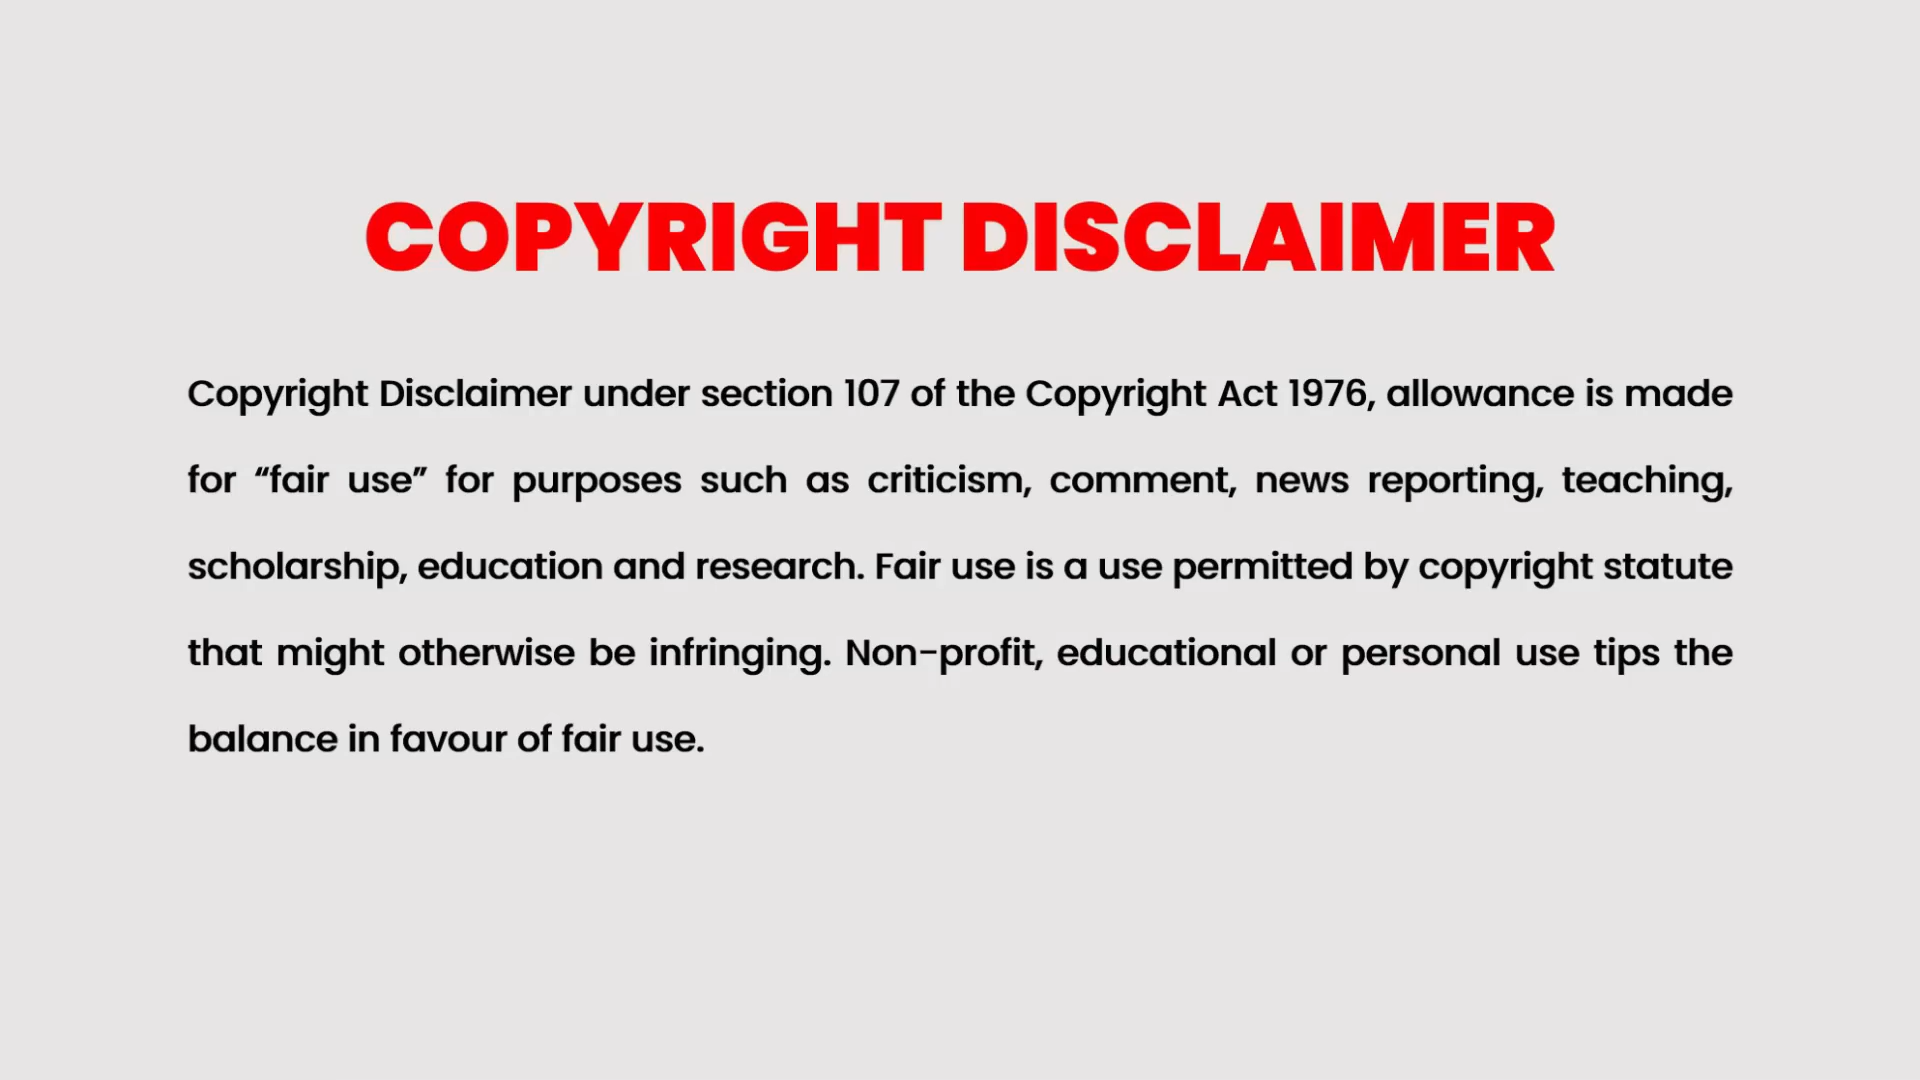 COPYRIGHT DISCLAIMER
Copyright Disclaimer under section 107 of the Copyright Act 1976, allowance is made
for “fair use” for purposes such as criticism, comment, news reporting, teaching,
scholarship, education and research. Fair use is a use permitted by copyright statute
that might otherwise be infringing. Non-profit, educational or personal use tips the
balance in favour of fair use.